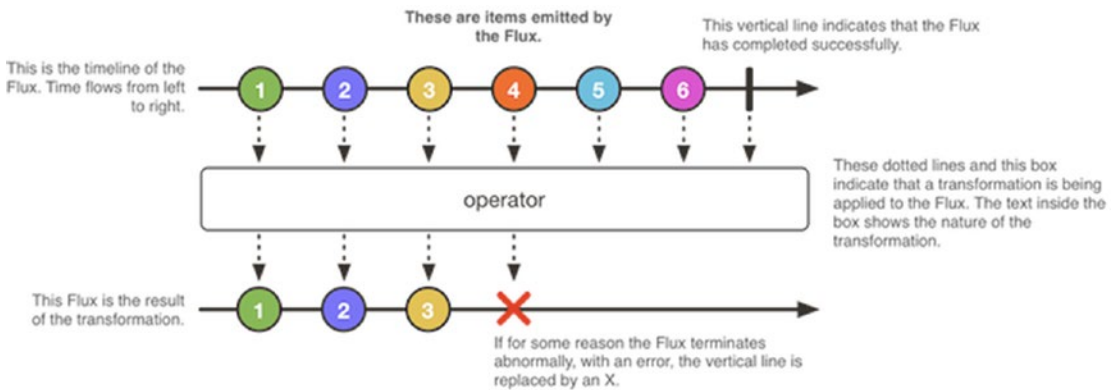 These are items emitted by
the Flux.
This vertical line indicates that the Flux
has completed successfully.
This is the timeline of the
Flux. Time flows from left
to right.
1 2 3 4 5 6
These dotted lines and this box
indicate that a transformation is being
applied to the Flux. The text inside the
box shows the nature of the
transformation.
operator
This Flux is the result
of the transformation.
1 2 3
If for some reason the Flux terminates
abnormally, with an error, the vertical line is
replaced by an X.